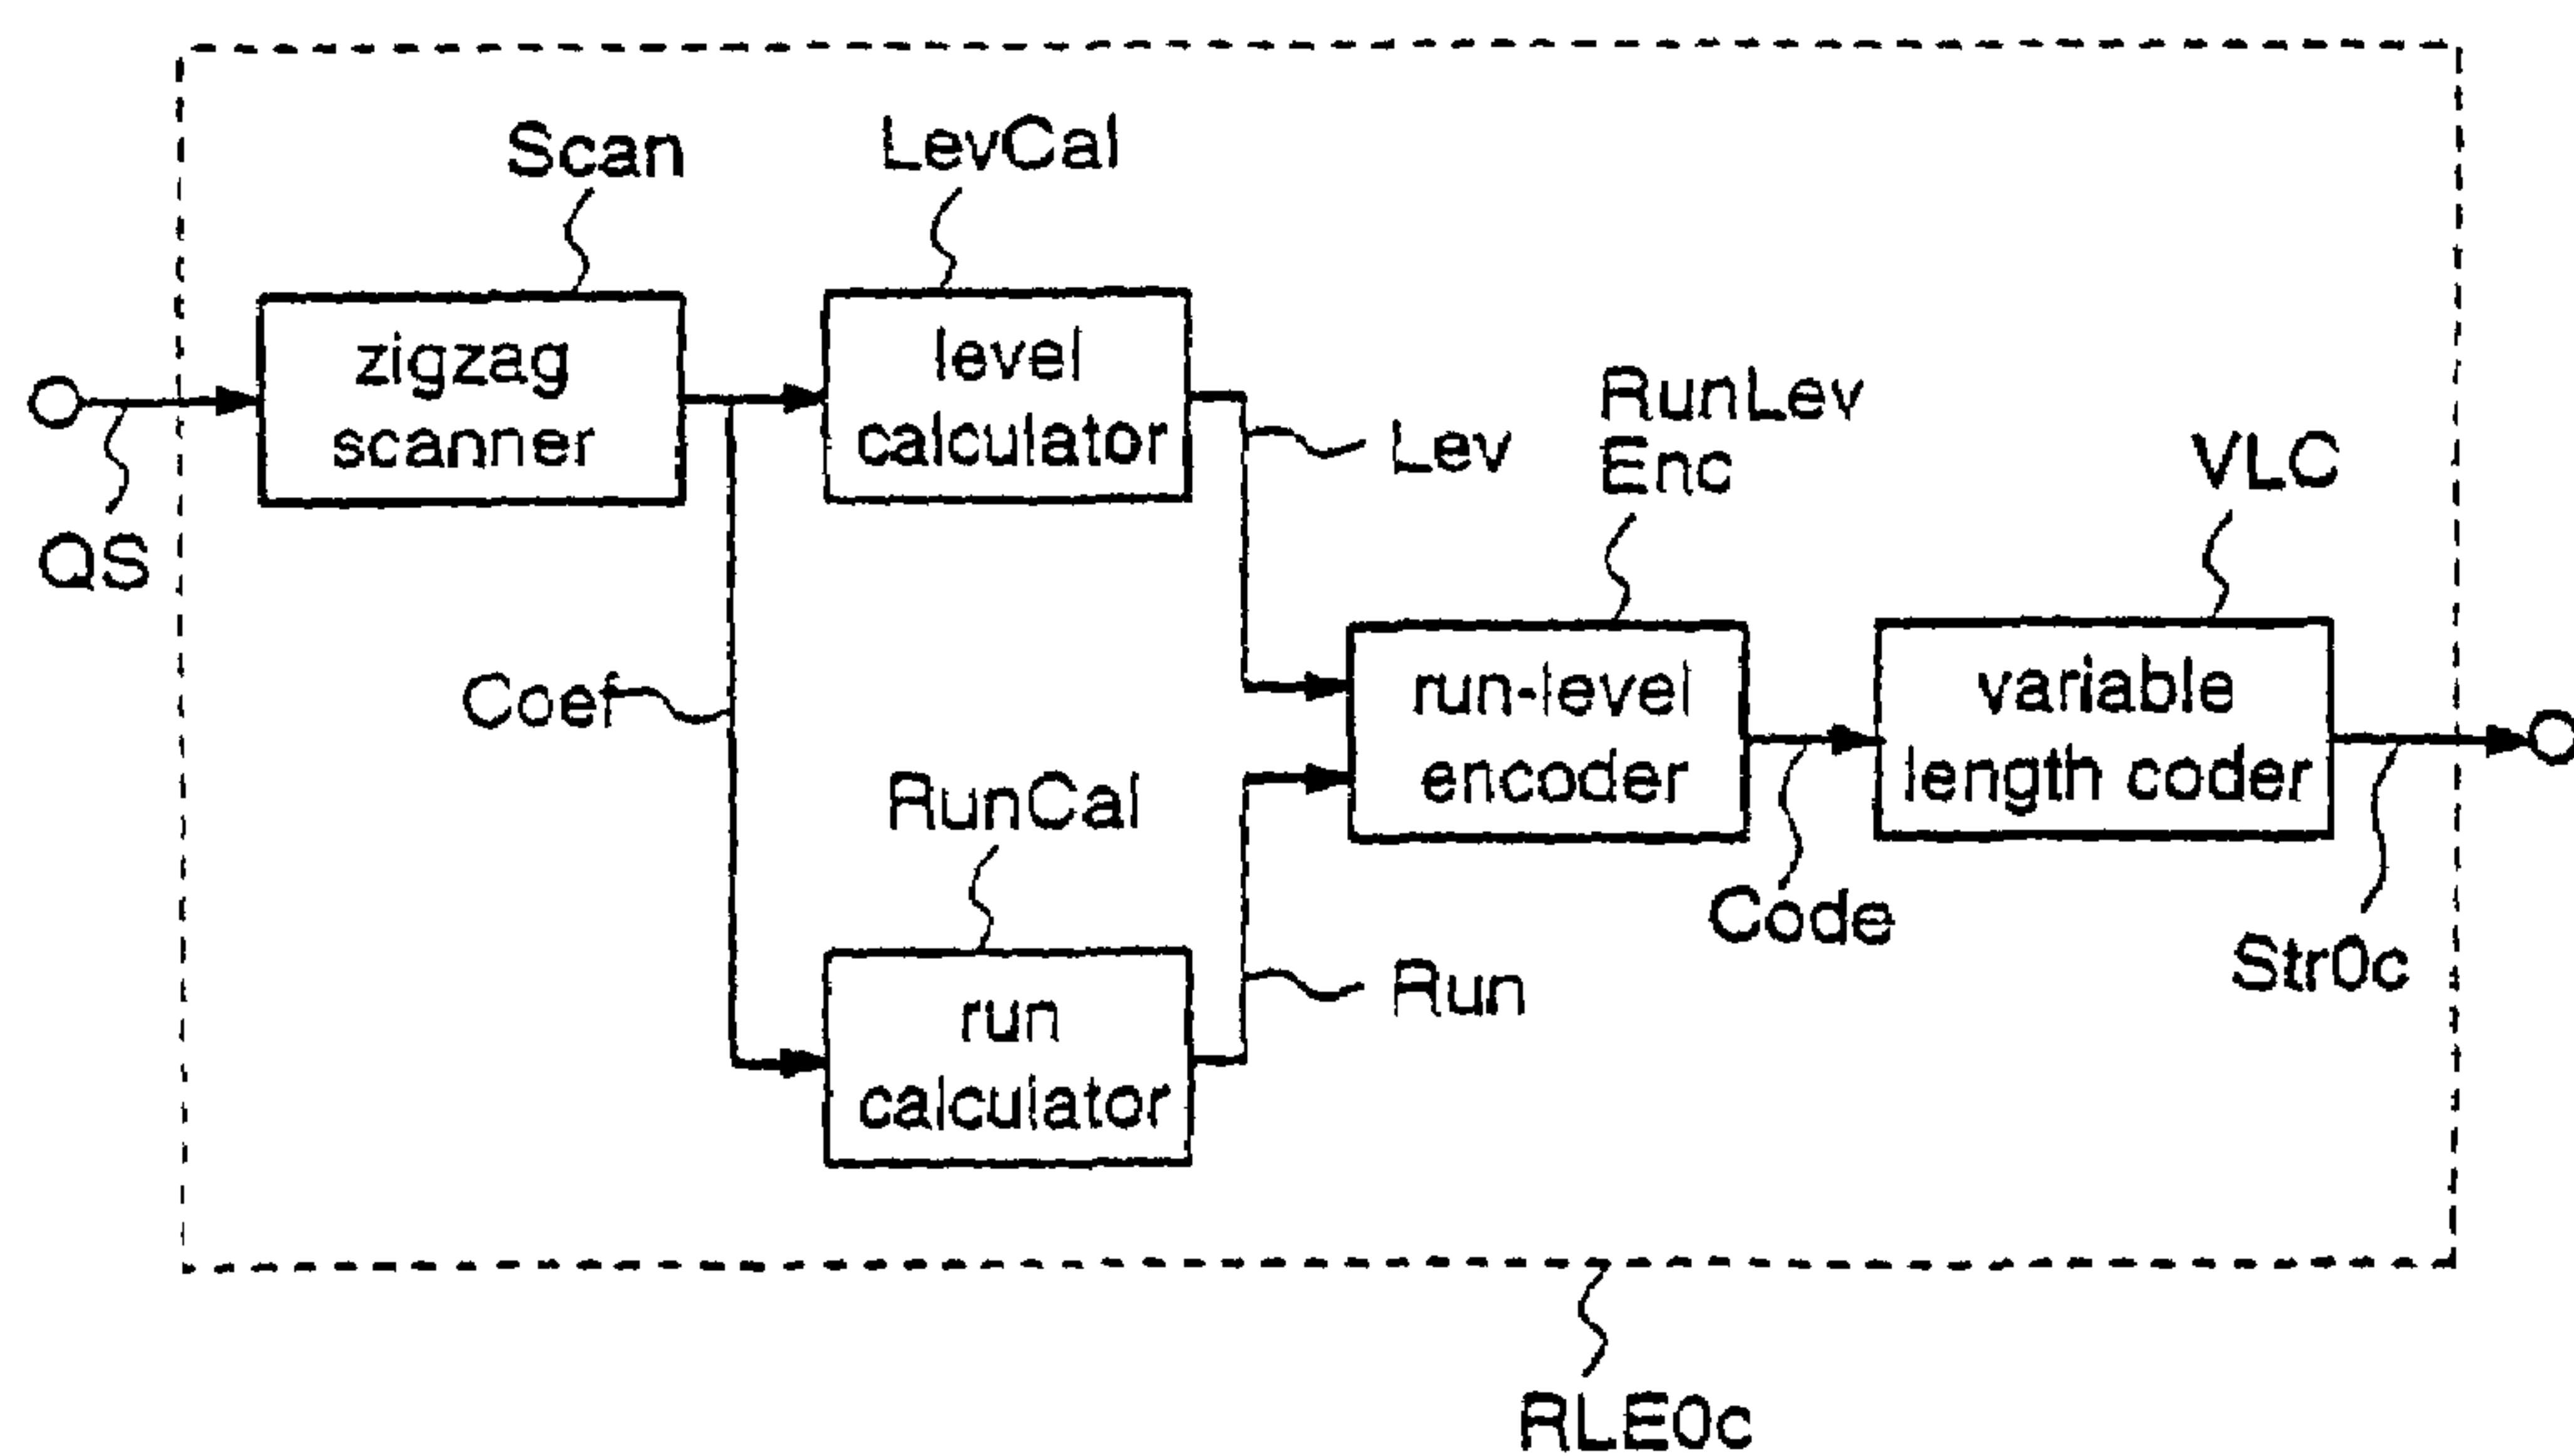 Scan
LevCal
zigzag
scanner
level
calculator
QS
Lev
RunLev
Enc
VLC
Coef
run-level
encoder
variable
length coder
RunCal
Code
Str0c
run
calculator
Run
RLE0c